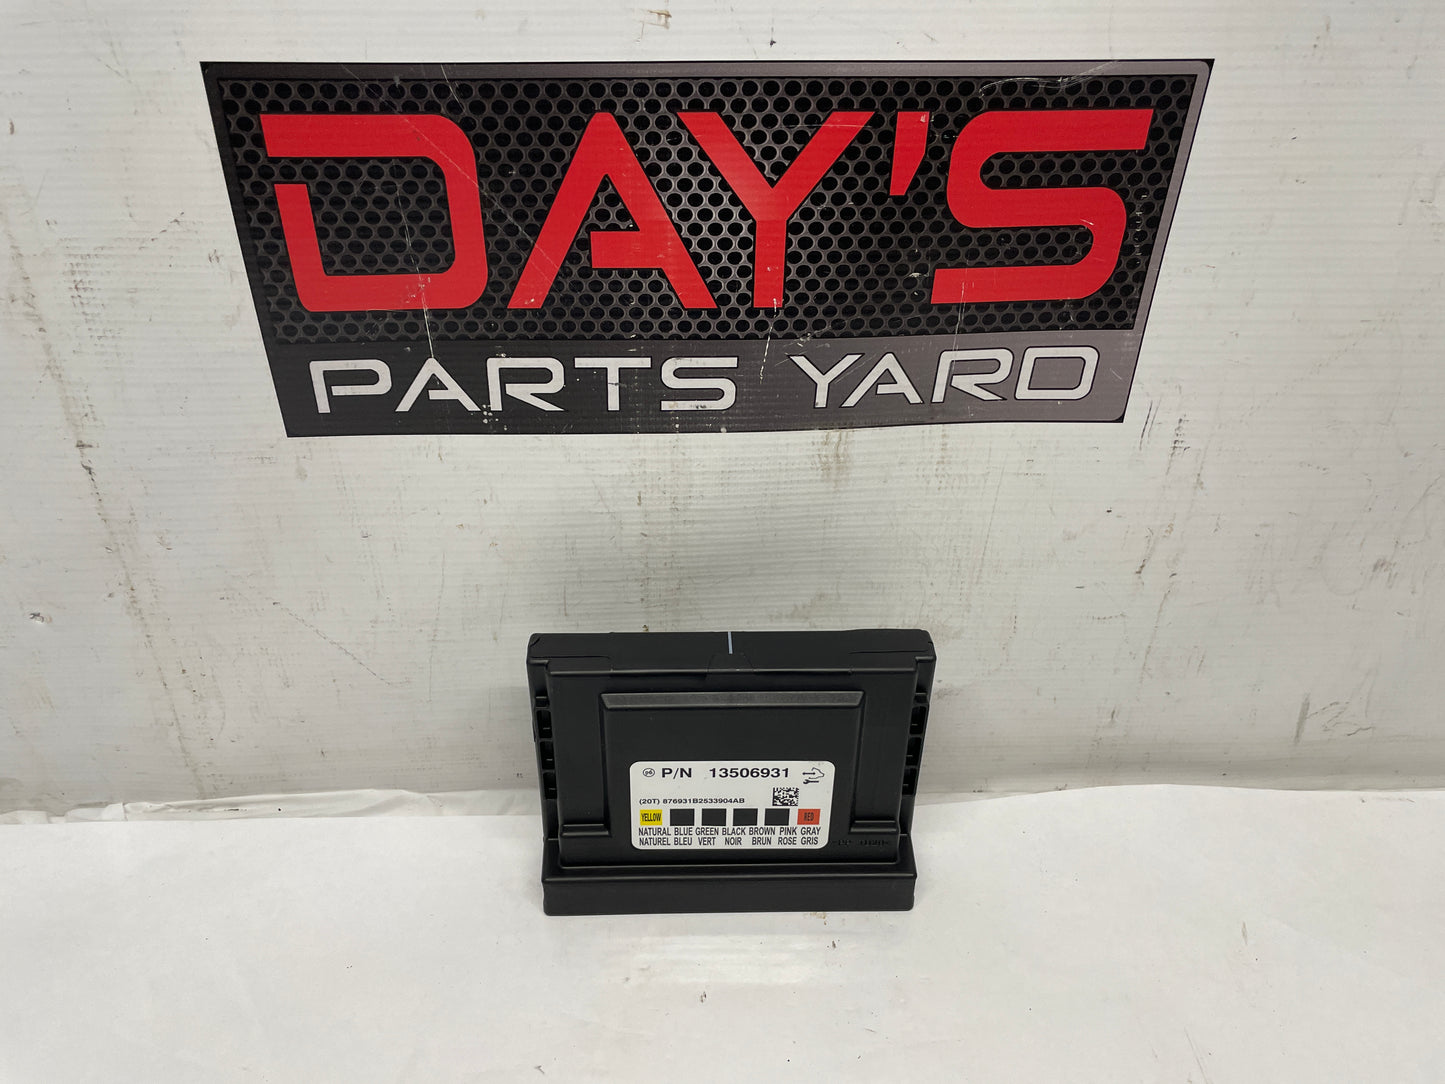 DAY'S
PARTS YARD
P/N 13506931
(20T) 876931B2533904AB
YELLOW RED
NATURAL BLUE GREEN BLACK BROWN PINK GRAY
NATUREL BLEU VERT NOIR BRUN ROSE GRIS